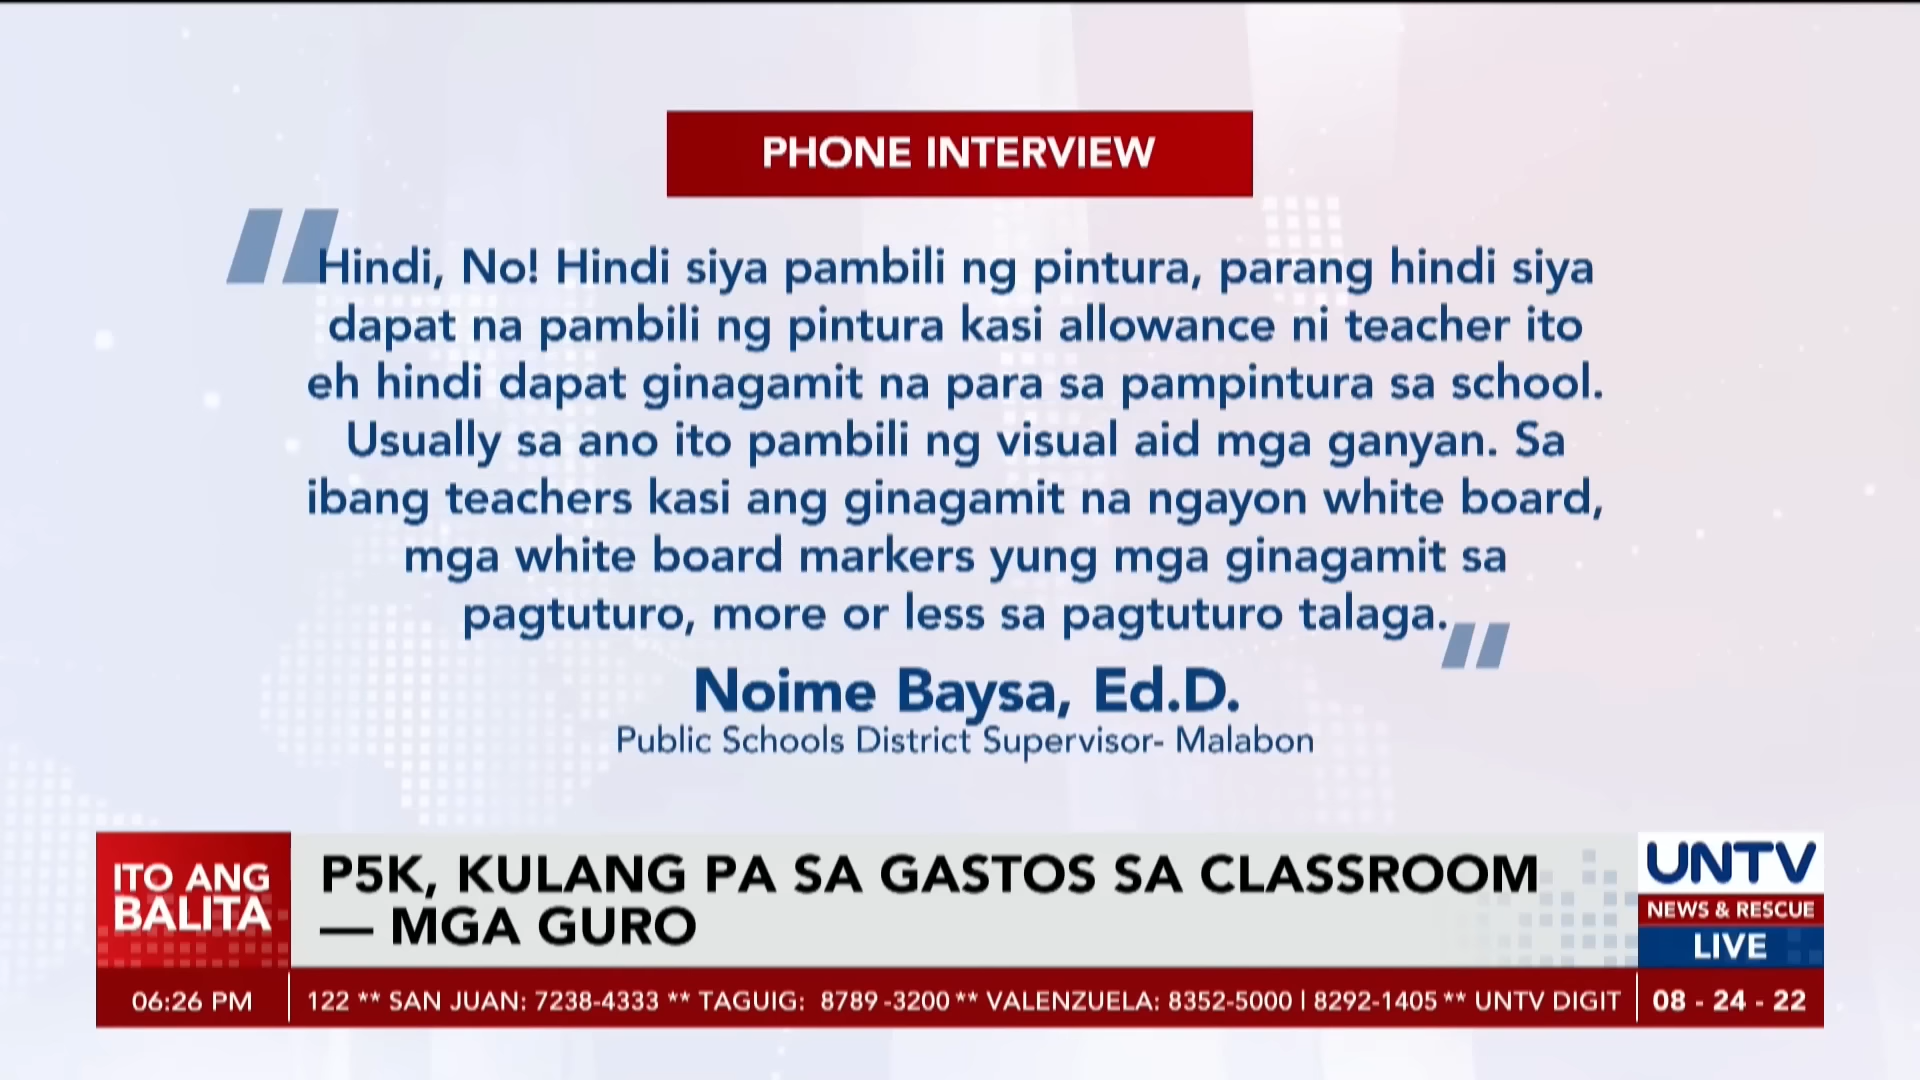 PHONE INTERVIEW
"Hindi, No! Hindi siya pambili ng pintura, parang hindi siya
dapat na pambili ng pintura kasi allowance ni teacher ito
eh hindi dapat ginagamit na para sa pampintura sa school.
Usually sa ano ito pambili ng visual aid mga ganyan. Sa
ibang teachers kasi ang ginagamit na ngayon white board,
mga white board markers yung mga ginagamit sa
pagtuturo, more or less sa pagtuturo talaga."
Noime Baysa, Ed.D.
Public Schools District Supervisor- Malabon
ITO ANG
BALITA
P5K, KULANG PA SA GASTOS SA CLASSROOM
— MGA GURO
UNTV
NEWS & RESCUE
LIVE
06:26 PM
122 ** SAN JUAN: 7238-4333 ** TAGUIG: 8789 -3200 ** VALENZUELA: 8352-5000 | 8292-1405 ** UNTV DIGIT
08 - 24 - 22